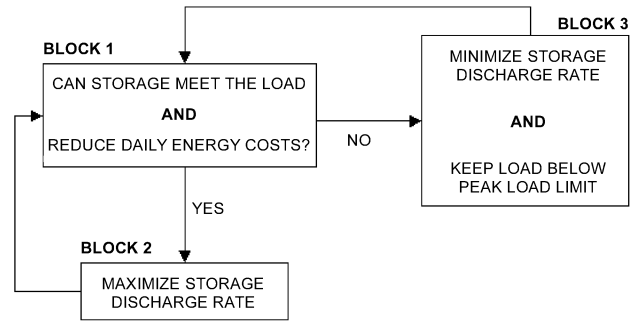 BLOCK 1
CAN STORAGE MEET THE LOAD
AND
REDUCE DAILY ENERGY COSTS?
NO
YES
BLOCK 2
MAXIMIZE STORAGE
DISCHARGE RATE
BLOCK 3
MINIMIZE STORAGE
DISCHARGE RATE
AND
KEEP LOAD BELOW
PEAK LOAD LIMIT